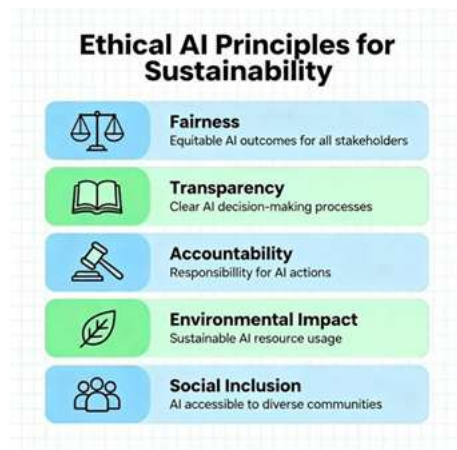 Ethical AI Principles for
Sustainability
Fairness
Equitable AI outcomes for all stakeholders
Transparency
Clear AI decision-making processes
Accountability
Responsibillity for AI actions
Environmental Impact
Sustainable AI resource usage
Social Inclusion
AI accessible to diverse communities